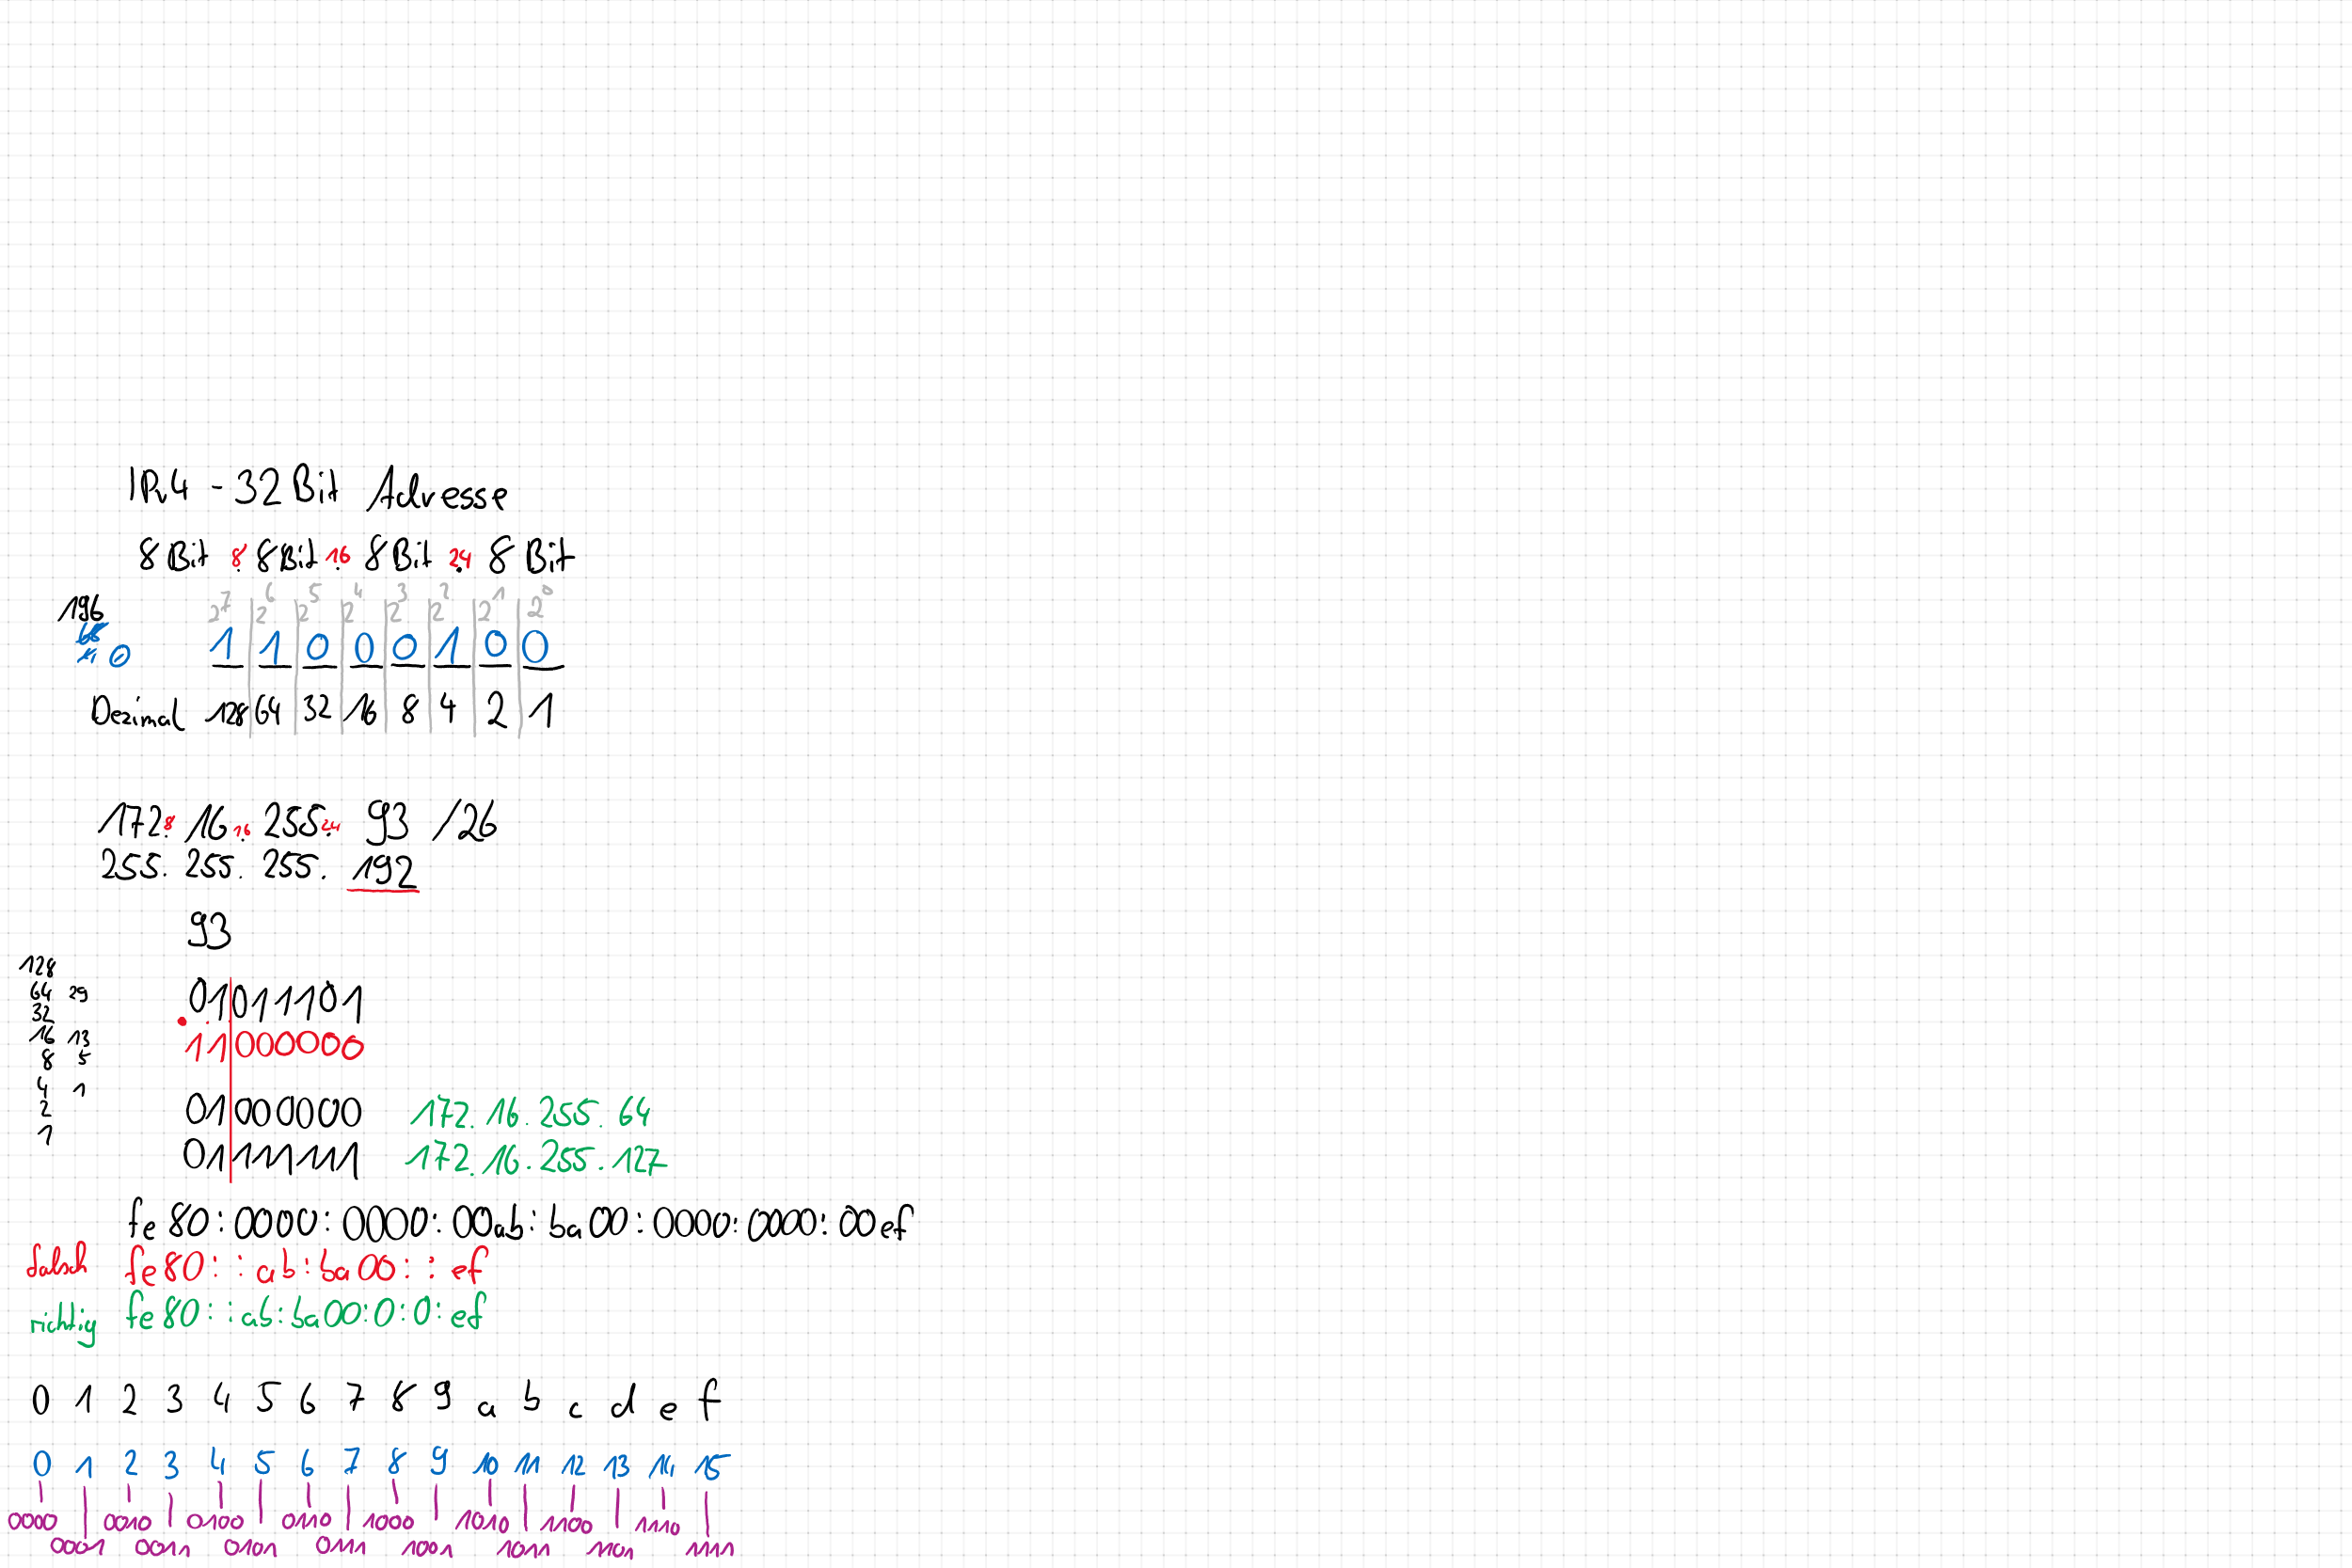 IPv4 - 32 Bit Adresse
8 Bit 8. 8 Bit 16. 8 Bit 24. 8 Bit
196 2^7 2^6 2^5 2^4 2^3 2^2 2^1 2^0
0 1 1 0 0 0 1 0 0
Dezimal 128 64 32 16 8 4 2 1
172.8 16.16 255.24 93 /26
255. 255. 255. 192
93
128
64 29 01011101
32
16 13 11000000
8 5
4 1
2 01000000 172.16.255.64
1 01111111 172.16.255.127
fe80:0000:0000:00ab:ba00:0000:0000:00ef
falsch fe80::ab:ba00::ef
richtig fe80::ab:ba00:0:0:ef
0 1 2 3 4 5 6 7 8 9 a b c d e f
0 1 2 3 4 5 6 7 8 9 10 11 12 13 14 15
0000 0010 0100 0110 1000 1010 1100 1110
0001 0011 0101 0111 1001 1011 1101 1111